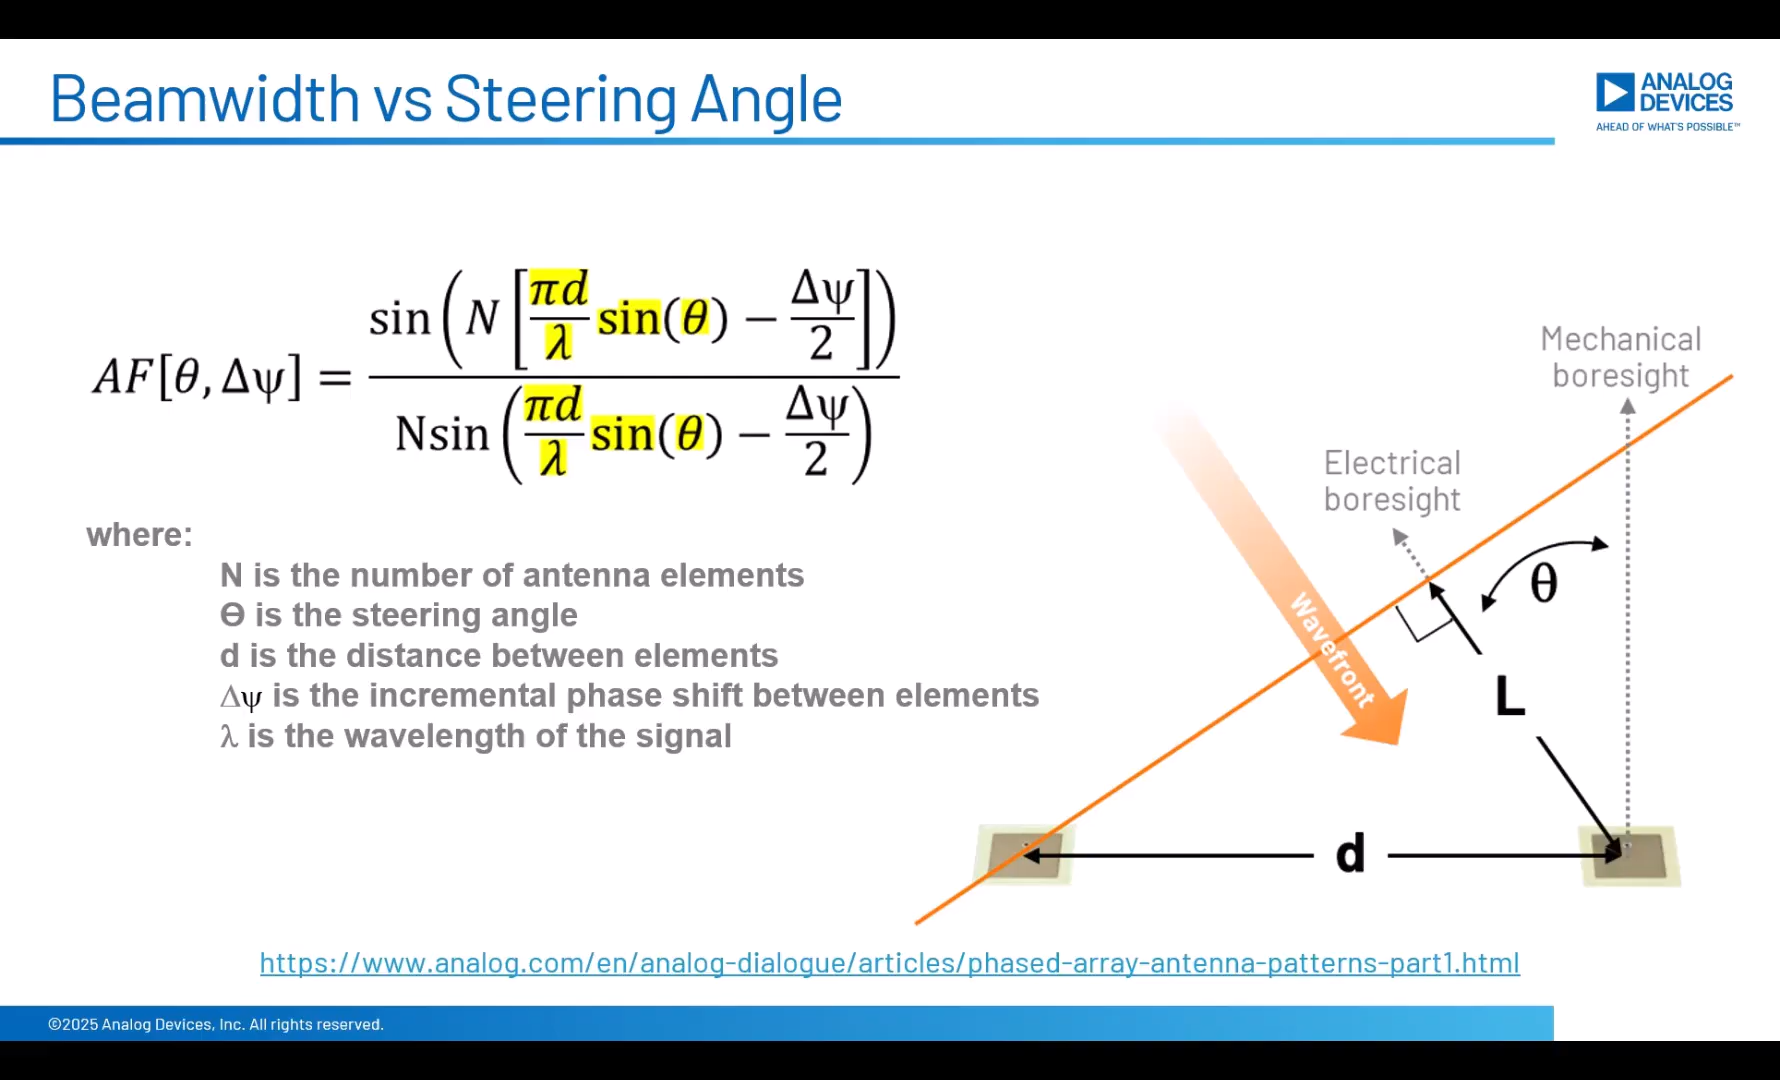 Beamwidth vs Steering Angle
ANALOG
DEVICES
AHEAD OF WHAT'S POSSIBLE™
AF[θ, Δψ] = sin(N[πd/λ sin(θ) − Δψ/2]) / Nsin(πd/λ sin(θ) − Δψ/2)
where:
N is the number of antenna elements
Ө is the steering angle
d is the distance between elements
Δψ is the incremental phase shift between elements
λ is the wavelength of the signal
Mechanical
boresight
Electrical
boresight
θ
Wavefront
L
d
https://www.analog.com/en/analog-dialogue/articles/phased-array-antenna-patterns-part1.html
©2025 Analog Devices, Inc. All rights reserved.